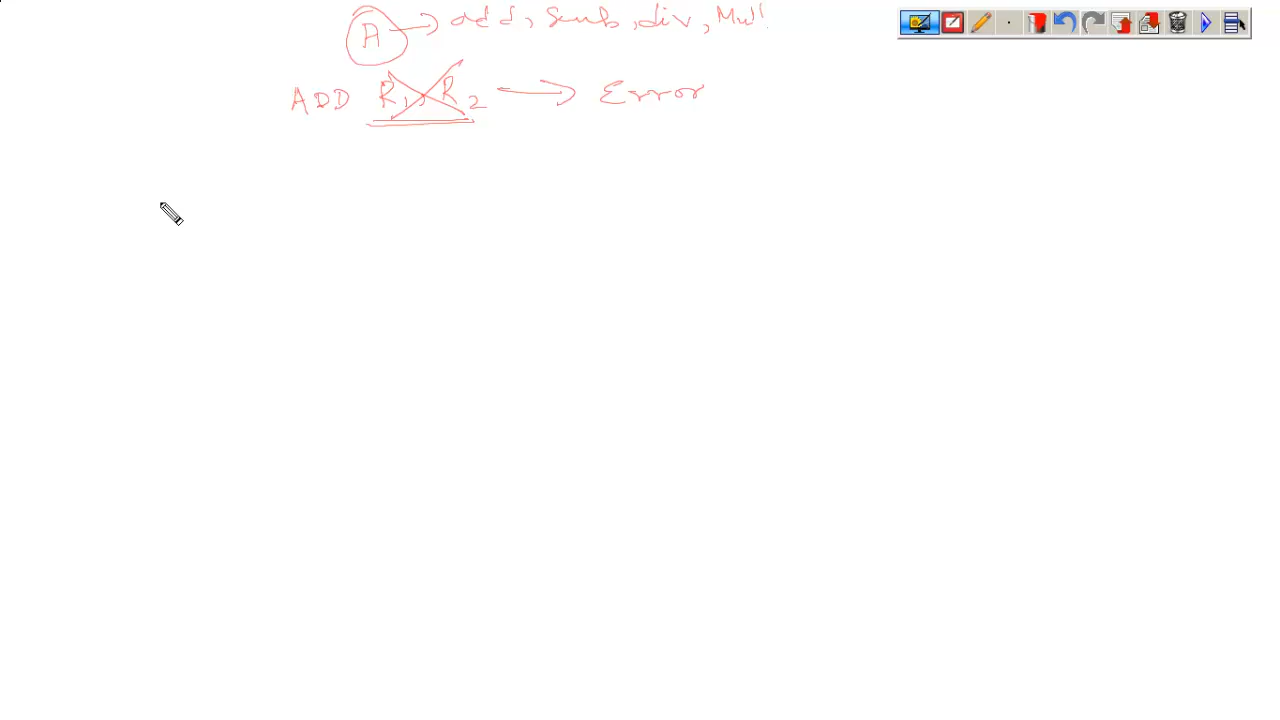 A → add, Sub, div, Mul
ADD R1, R2 → Error